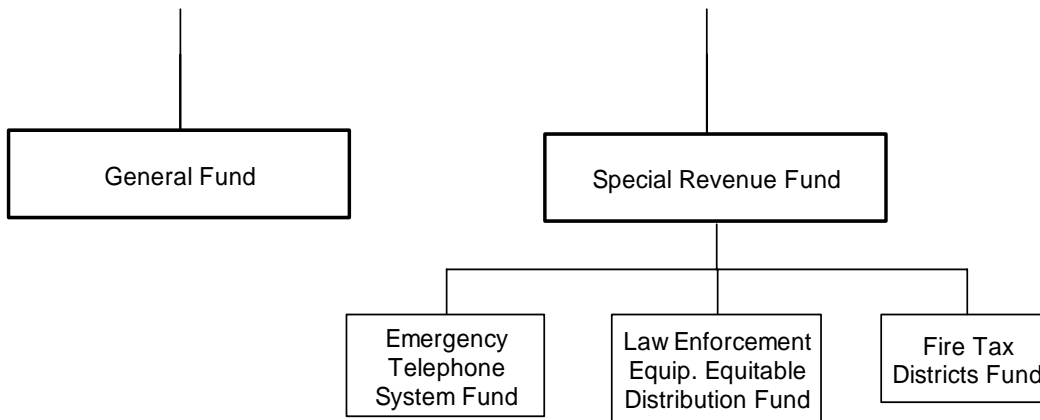 General Fund
Special Revenue Fund
Emergency
Telephone
System Fund
Law Enforcement
Equip. Equitable
Distribution Fund
Fire Tax
Districts Fund